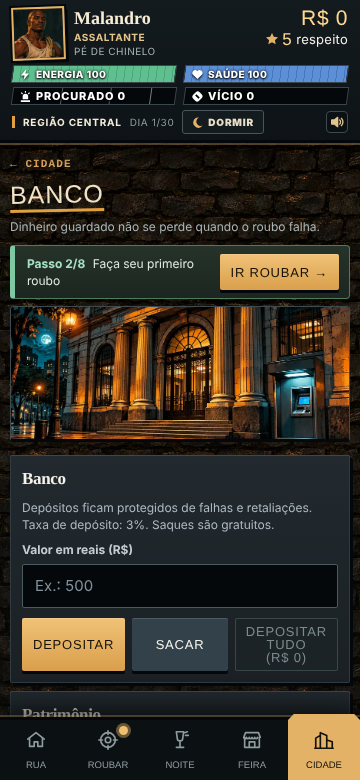 Malandro
ASSALTANTE
PÉ DE CHINELO
R$ 0
5 respeito
ENERGIA 100
SAÚDE 100
PROCURADO 0
VÍCIO 0
REGIÃO CENTRAL DIA 1/30 DORMIR
← CIDADE
BANCO
Dinheiro guardado não se perde quando o roubo falha.
Passo 2/8 Faça seu primeiro
roubo
IR ROUBAR →
Banco
Depósitos ficam protegidos de falhas e retaliações.
Taxa de depósito: 3%. Saques são gratuitos.
Valor em reais (R$)
Ex.: 500
DEPOSITAR
SACAR
DEPOSITAR
TUDO
(R$ 0)
Patrimônio
RUA
ROUBAR
NOITE
FEIRA
CIDADE